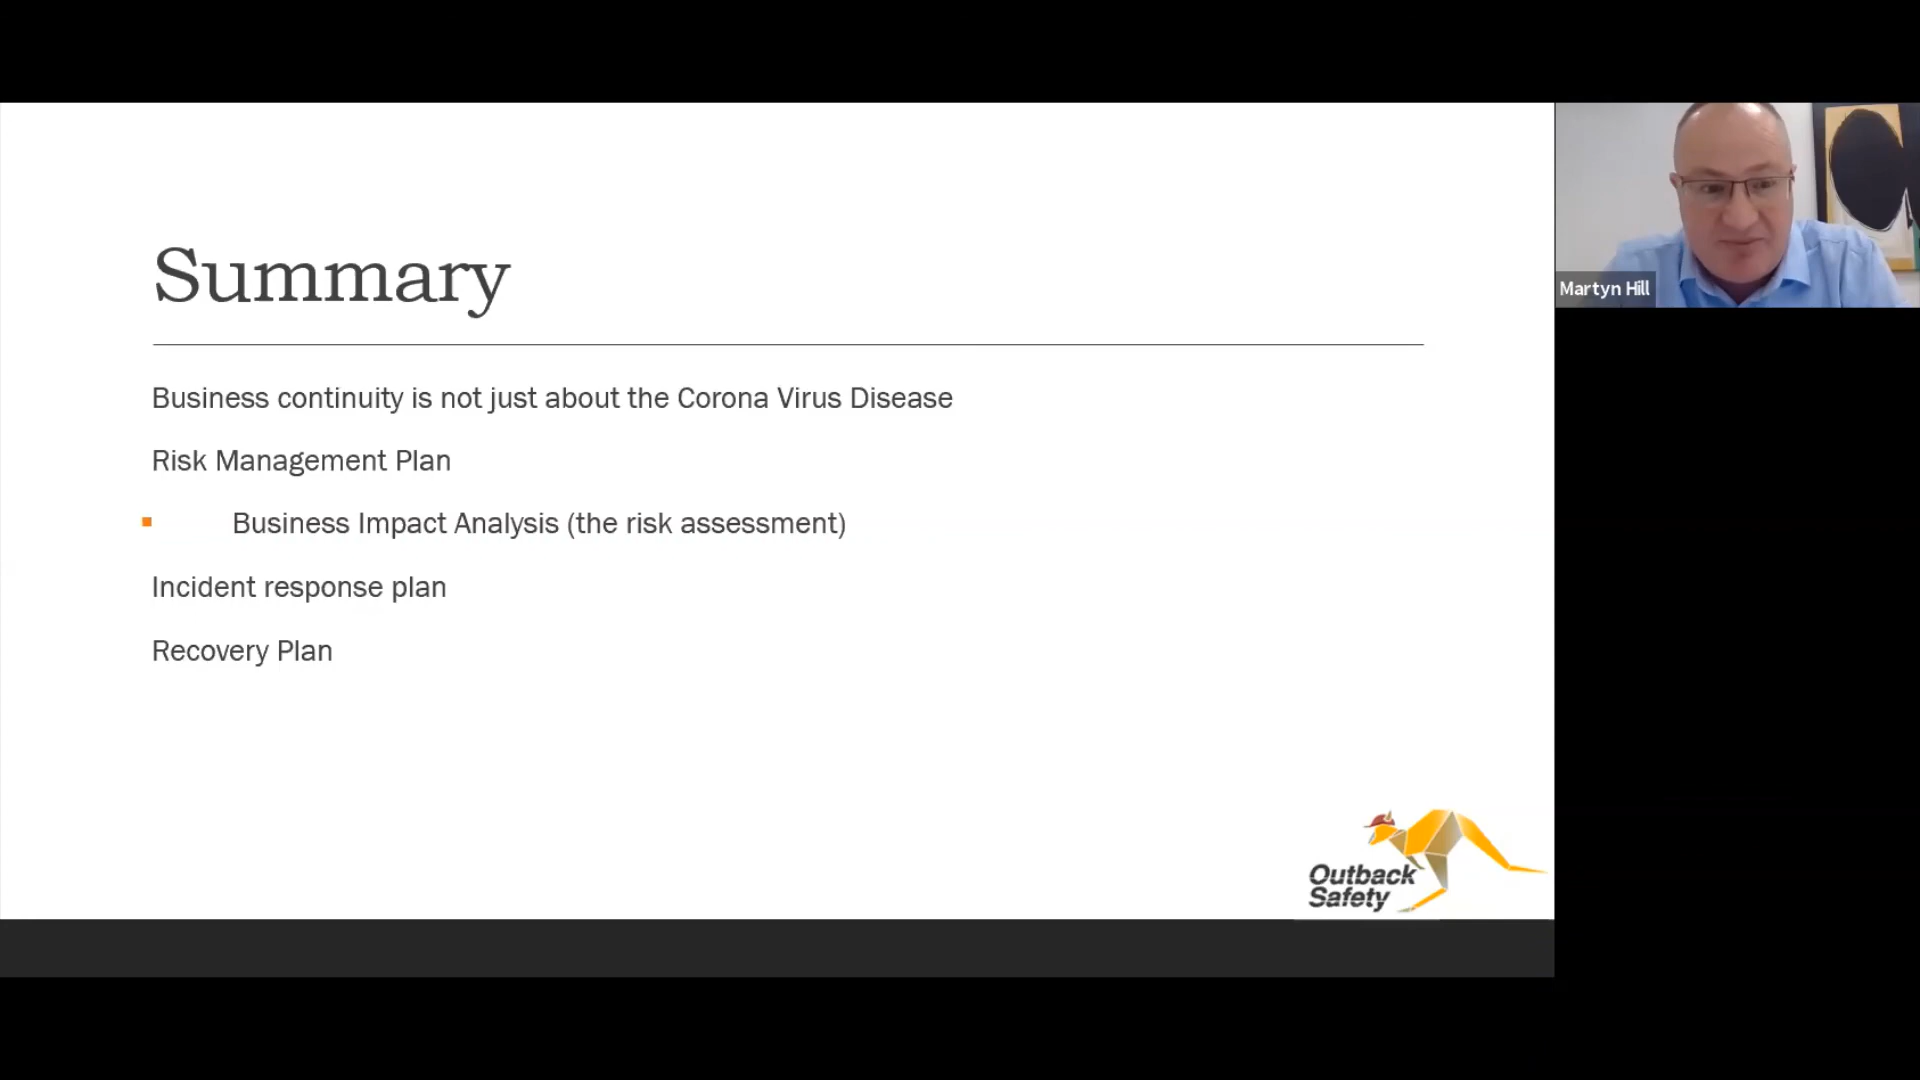 Summary
Business continuity is not just about the Corona Virus Disease
Risk Management Plan
Business Impact Analysis (the risk assessment)
Incident response plan
Recovery Plan
Outback
Safety
Martyn Hill